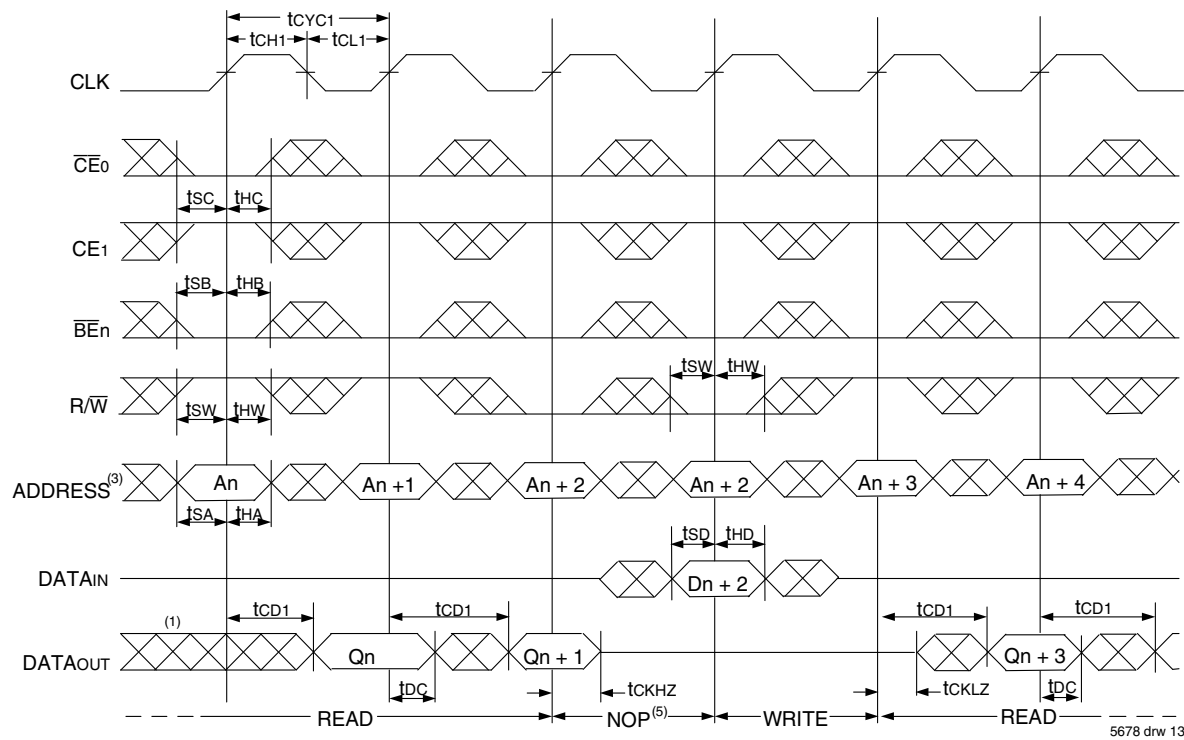 tCYC1
tCH1 tCL1
CLK
CE0
tSC tHC
CE1
tSB tHB
BEn
tSW tHW
R/W
tSW tHW
ADDRESS(3) An An +1 An + 2 An + 2 An + 3 An + 4
tSA tHA
tSD tHD
DATAIN Dn + 2
(1) tCD1 tCD1 tCD1 tCD1
DATAOUT Qn Qn + 1 Qn + 3
tDC tCKHZ tCKLZ tDC
READ NOP(5) WRITE READ
5678 drw 13